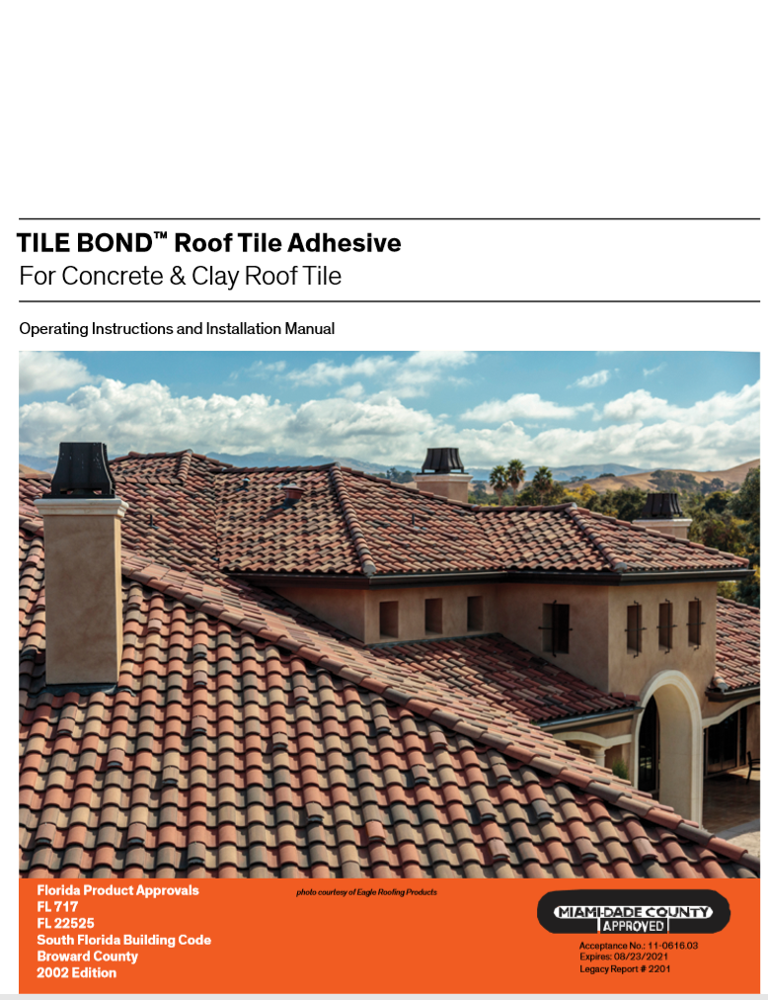 TILE BOND™ Roof Tile Adhesive
For Concrete & Clay Roof Tile
Operating Instructions and Installation Manual
Florida Product Approvals
FL 717
FL 22525
South Florida Building Code
Broward County
2002 Edition
photo courtesy of Eagle Roofing Products
MIAMI-DADE COUNTY
APPROVED
Acceptance No.: 11-0616.03
Expires: 08/23/2021
Legacy Report # 2201